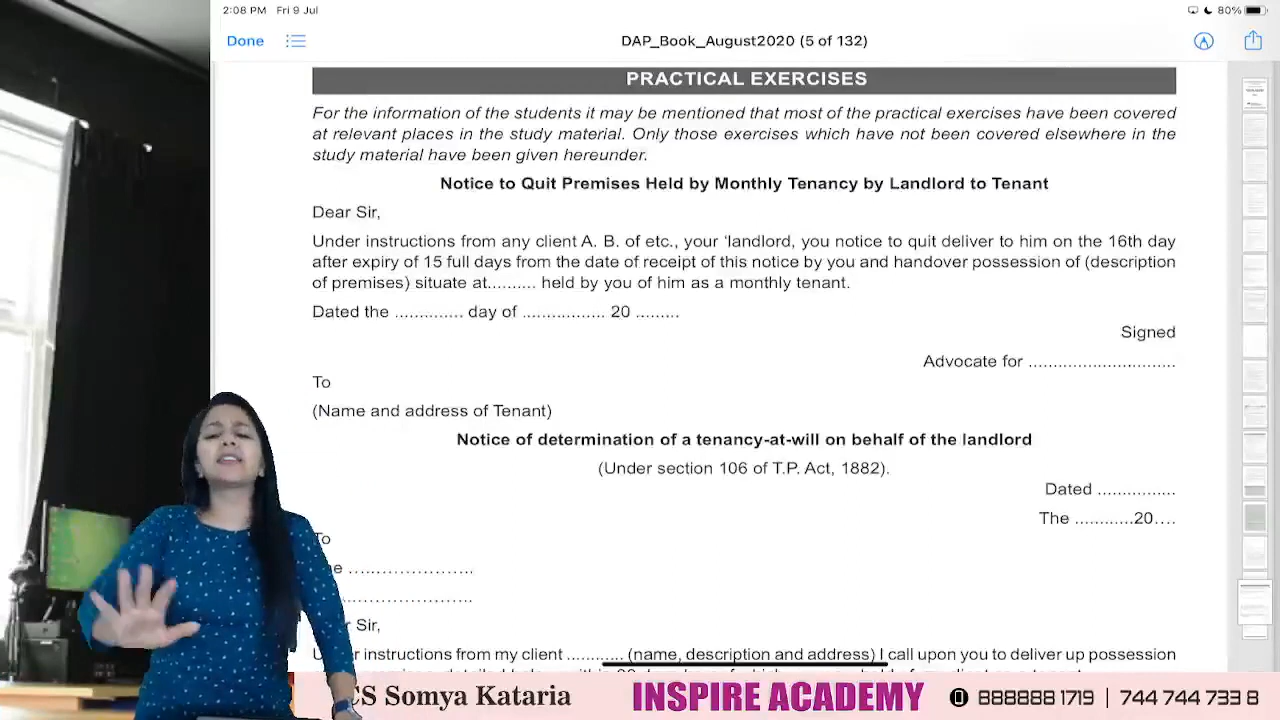 2:08 PM Fri 9 Jul
80%
Done
DAP_Book_August2020 (5 of 132)
PRACTICAL EXERCISES
For the information of the students it may be mentioned that most of the practical exercises have been covered
at relevant places in the study material. Only those exercises which have not been covered elsewhere in the
study material have been given hereunder.
Notice to Quit Premises Held by Monthly Tenancy by Landlord to Tenant
Dear Sir,
Under instructions from any client A. B. of etc., your 'landlord, you notice to quit deliver to him on the 16th day
after expiry of 15 full days from the date of receipt of this notice by you and handover possession of (description
of premises) situate at.......... held by you of him as a monthly tenant.
Dated the .............. day of ................. 20 .........
Signed
Advocate for .............................
To
(Name and address of Tenant)
Notice of determination of a tenancy-at-will on behalf of the landlord
(Under section 106 of T.P. Act, 1882).
Dated ................
The ............20....
To
.........................
.........................
Sir,
instructions from my client ............ (name, description and address) I call upon you to deliver up possession
CS Somya Kataria
INSPIRE ACADEMY
888888 1719 | 744 744 733 8